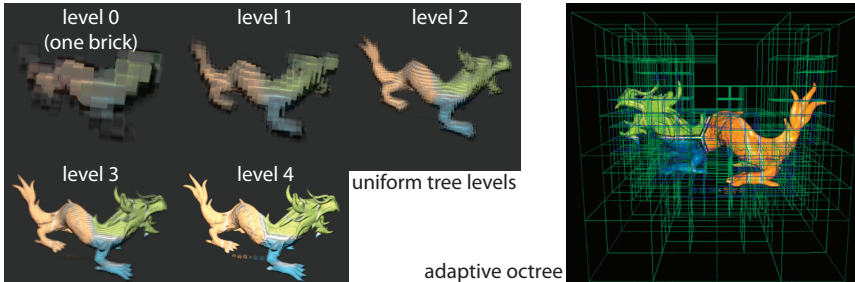 level 0
(one brick)
level 1
level 2
level 3
level 4
uniform tree levels
adaptive octree